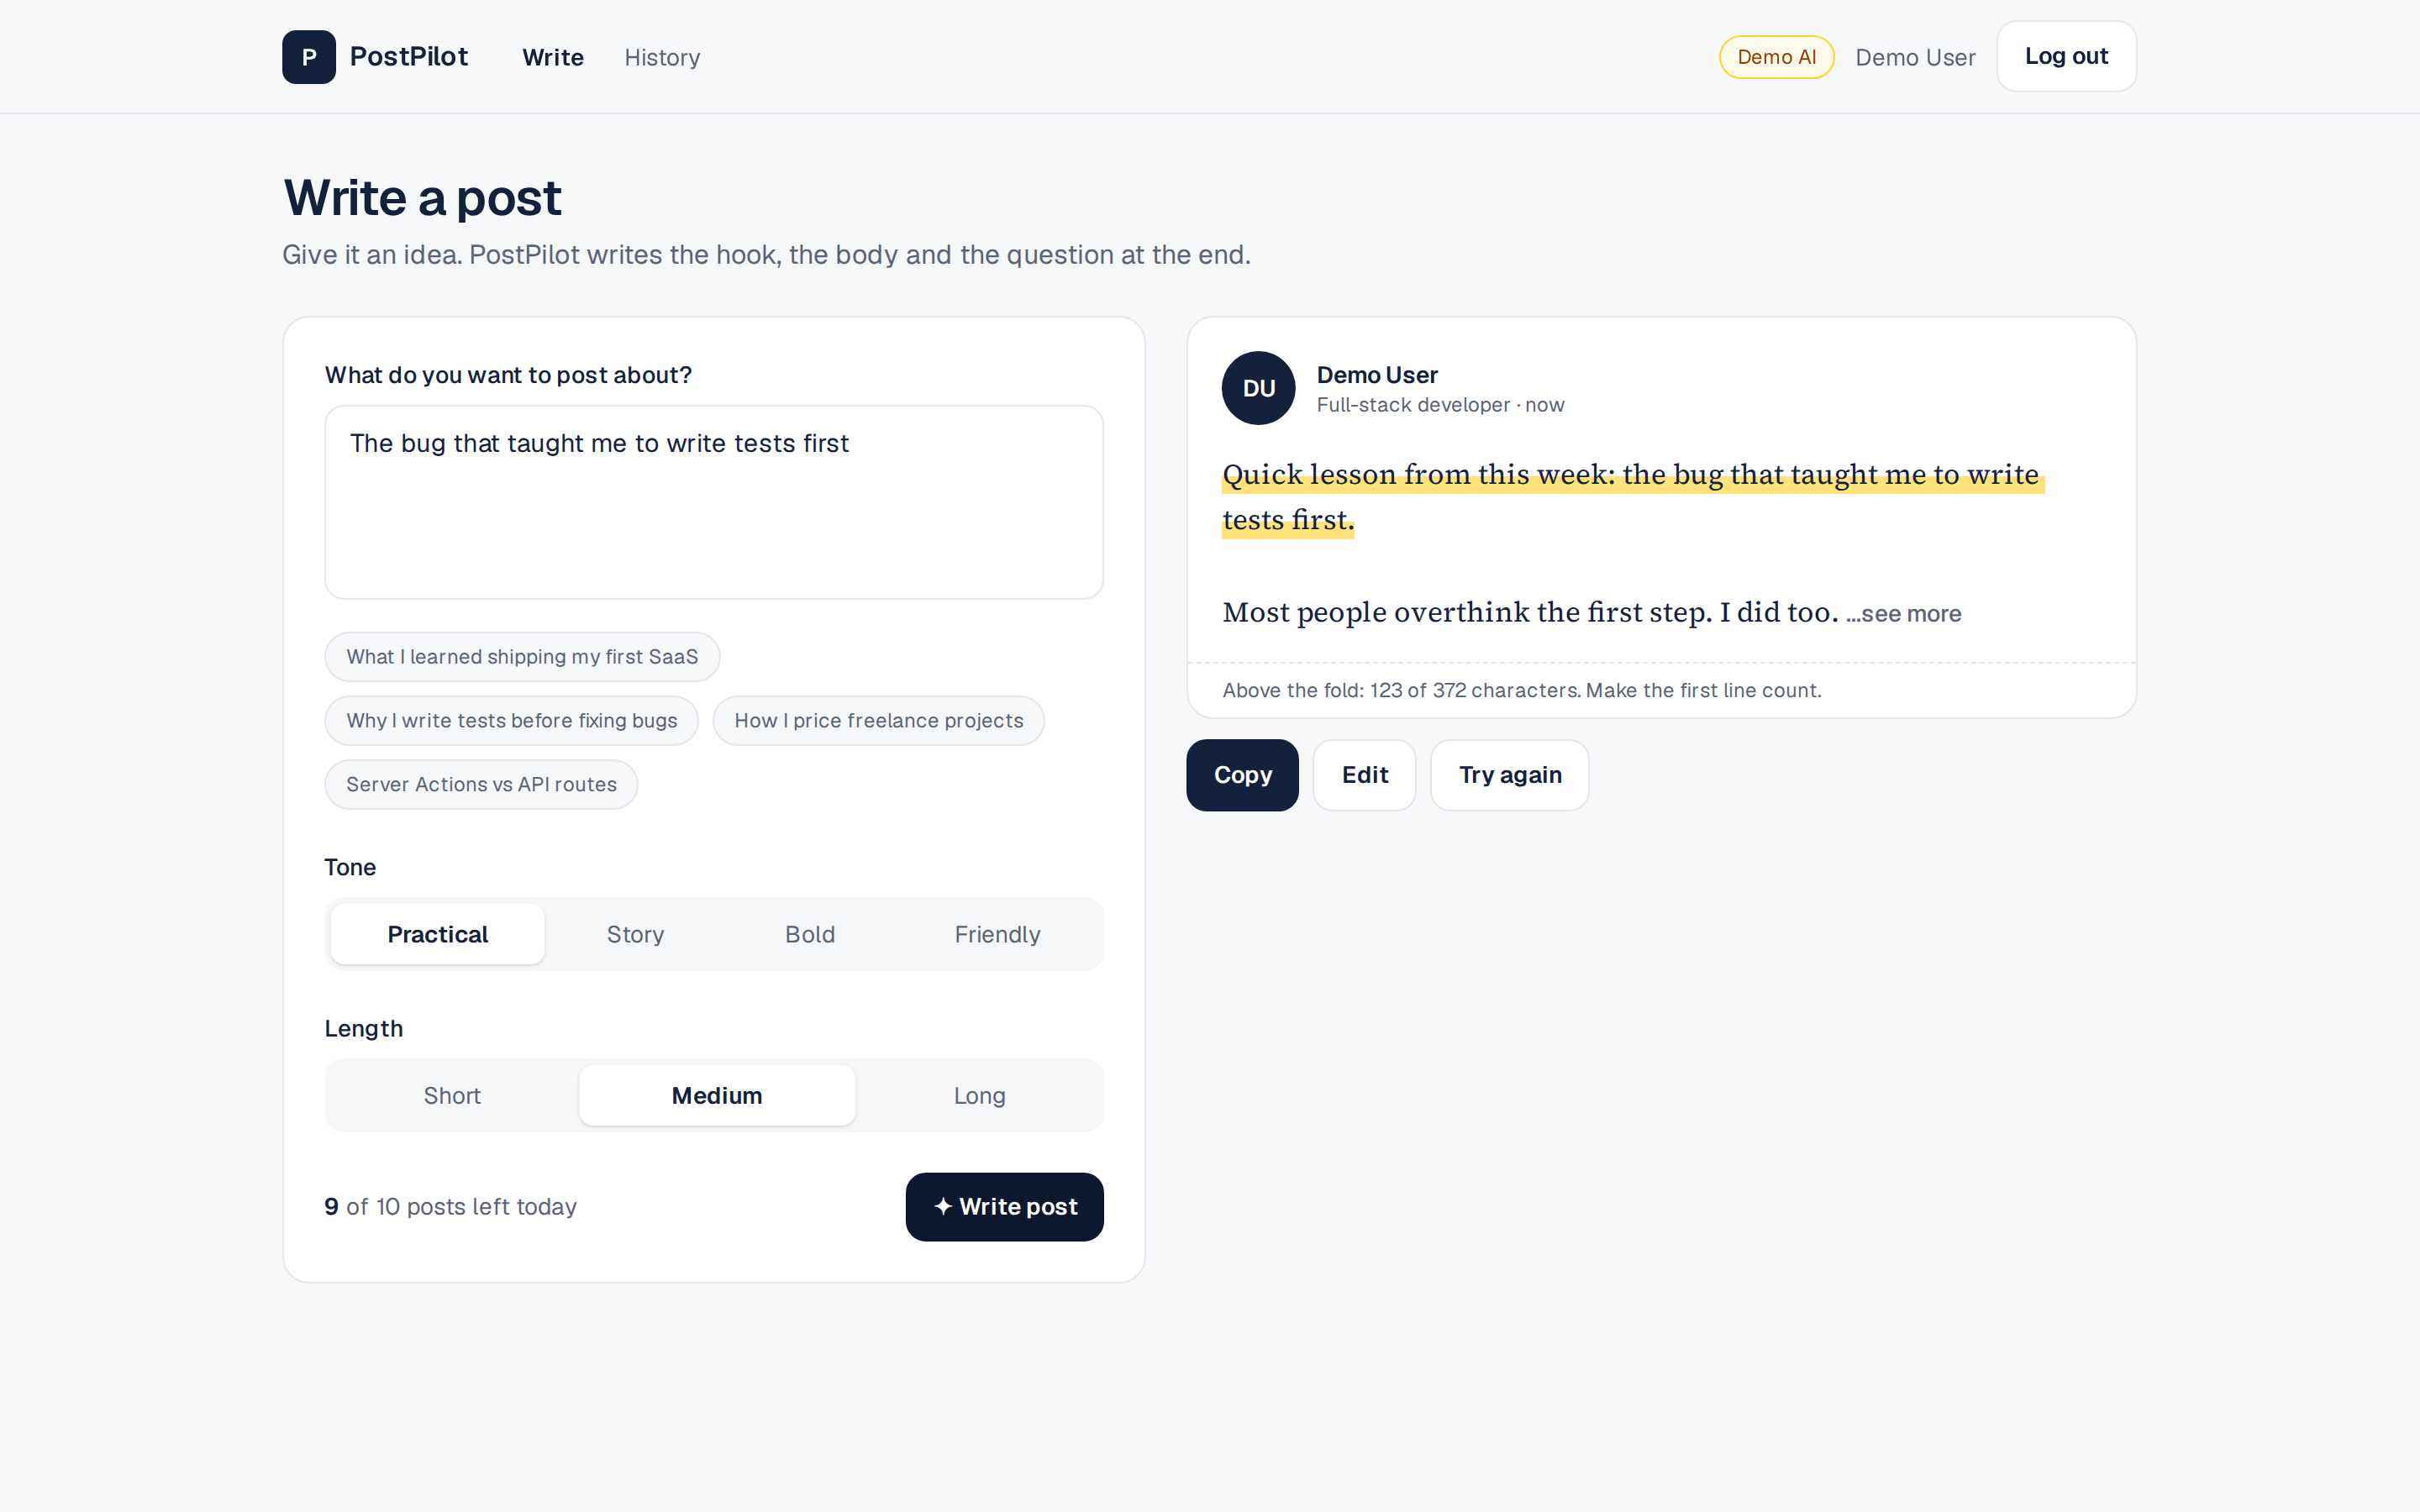 P PostPilot Write History Demo AI Demo User Log out
Write a post
Give it an idea. PostPilot writes the hook, the body and the question at the end.
What do you want to post about?
The bug that taught me to write tests first
What I learned shipping my first SaaS
Why I write tests before fixing bugs How I price freelance projects
Server Actions vs API routes
Tone
Practical Story Bold Friendly
Length
Short Medium Long
9 of 10 posts left today ✦ Write post
DU
Demo User
Full-stack developer · now
Quick lesson from this week: the bug that taught me to write
tests first.
Most people overthink the first step. I did too. ...see more
Above the fold: 123 of 372 characters. Make the first line count.
Copy Edit Try again